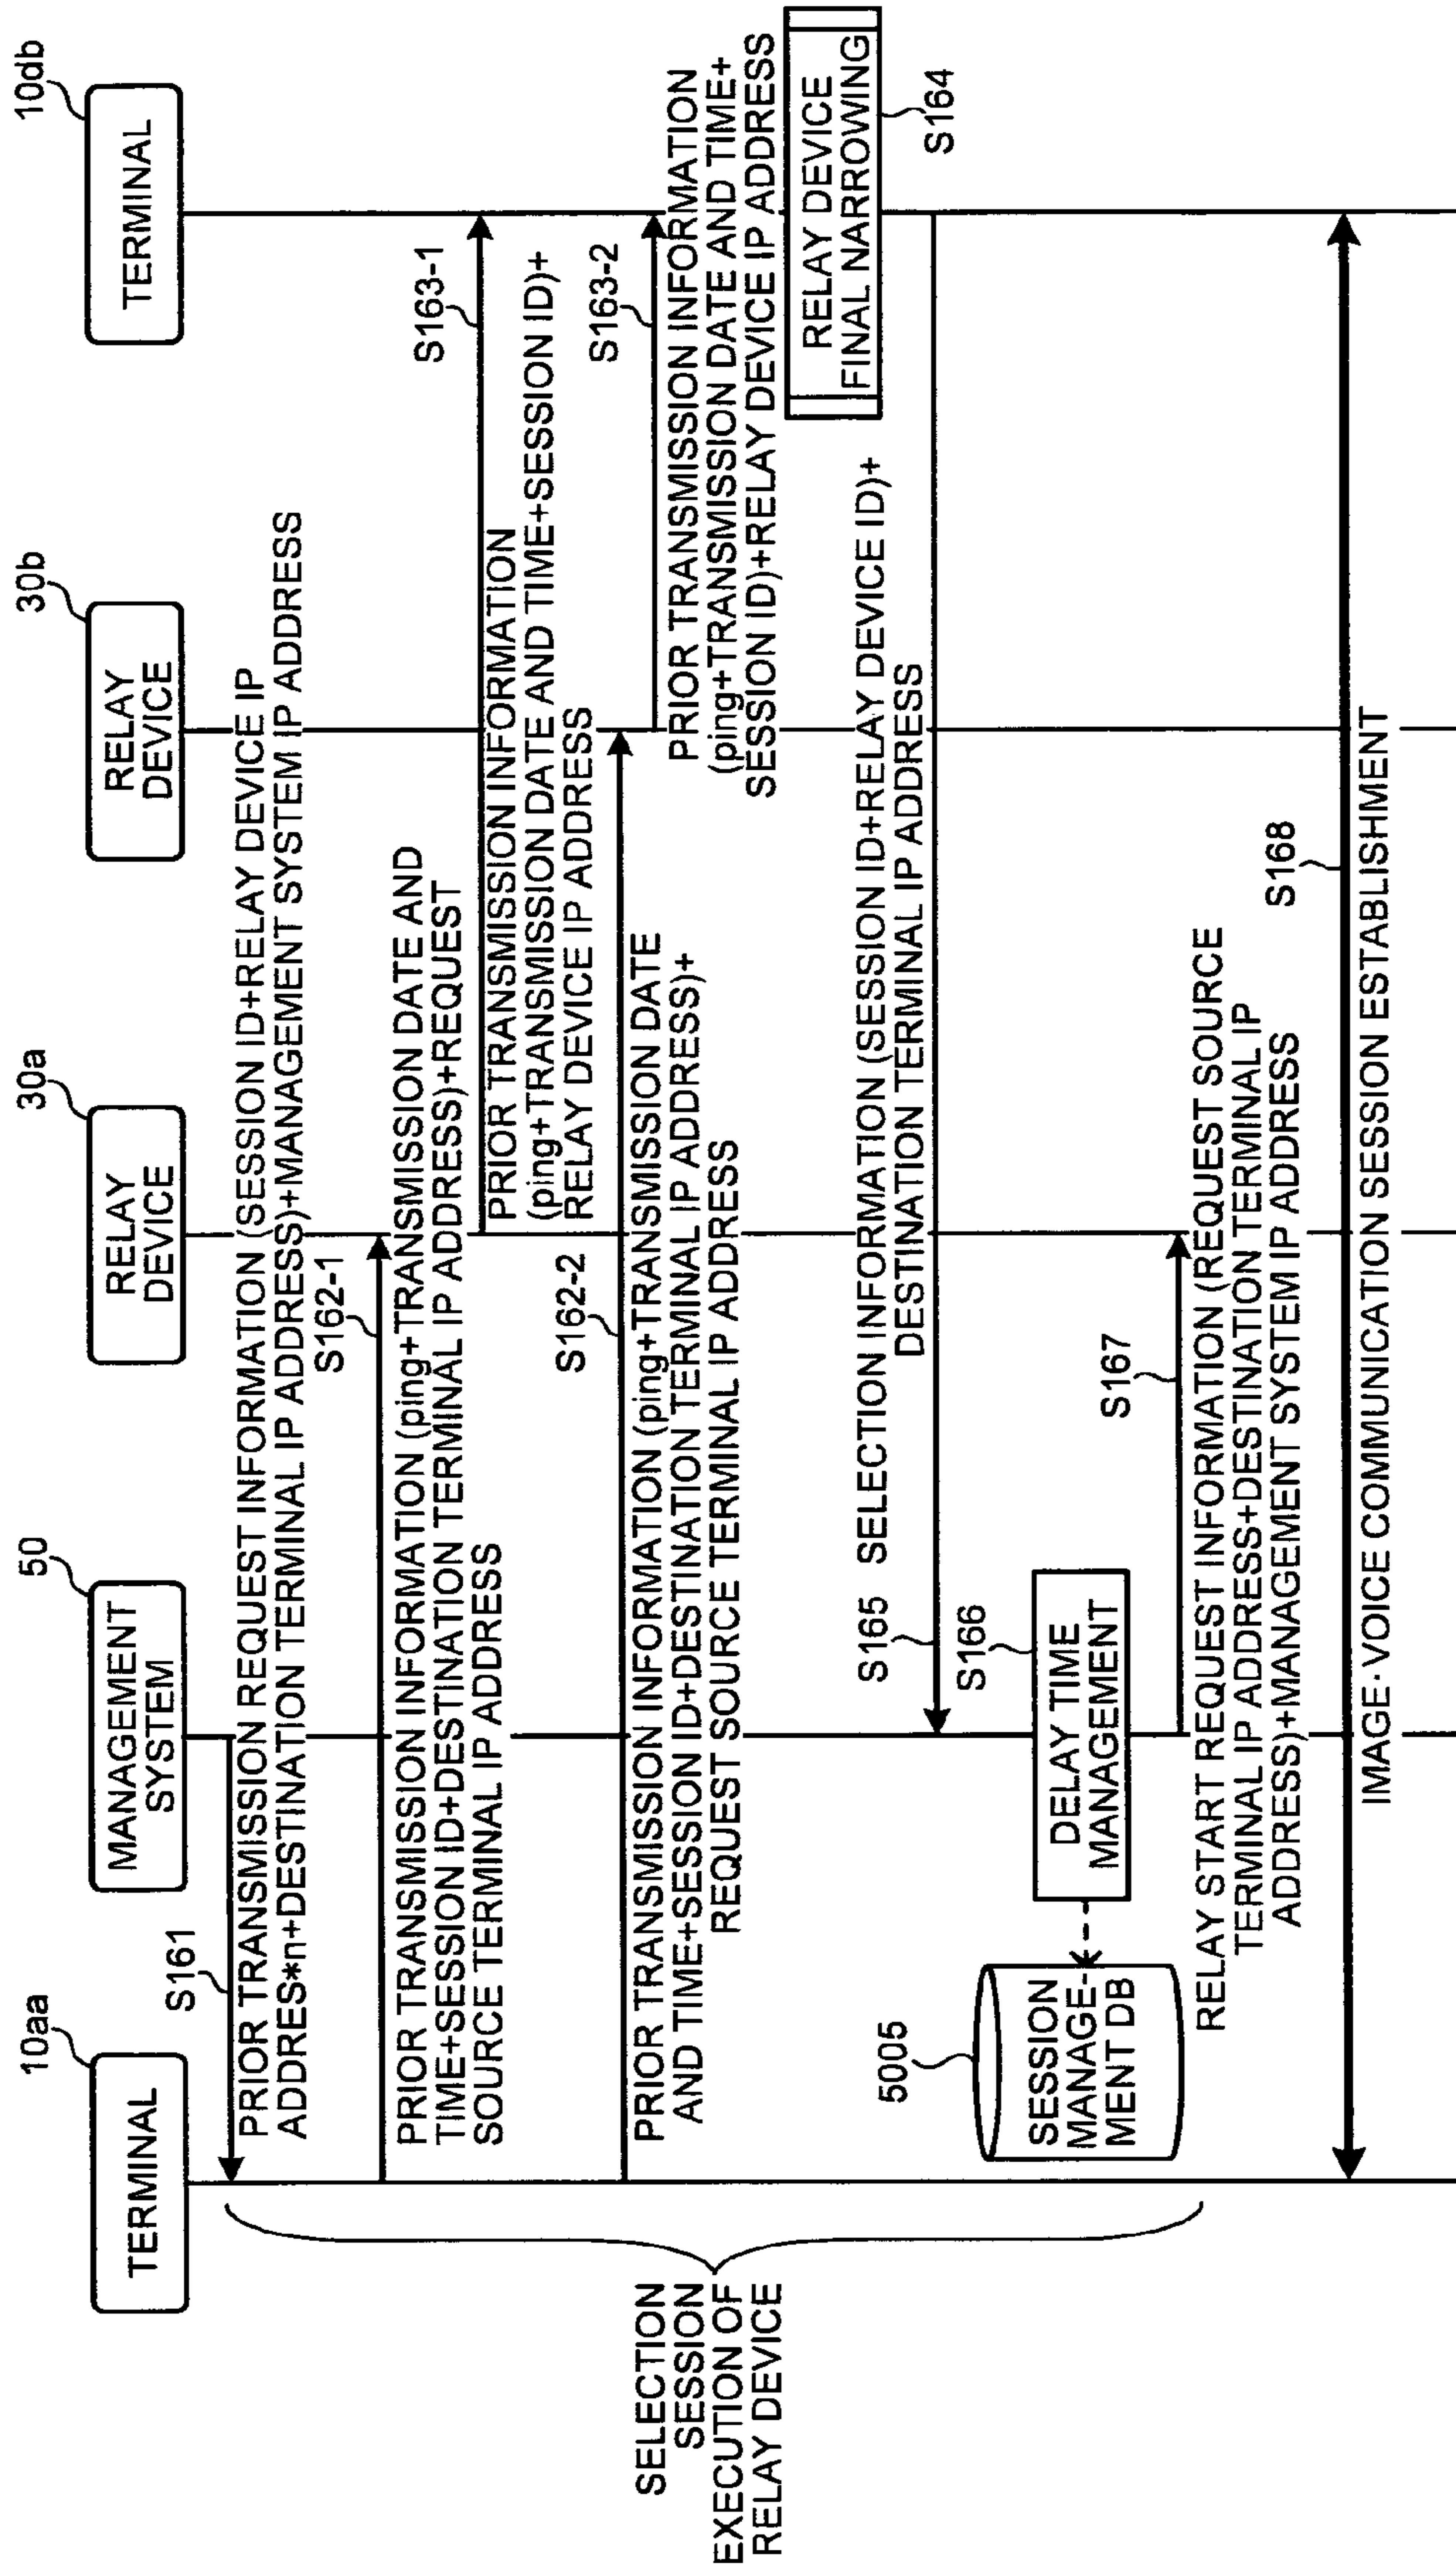 10aa
TERMINAL
50
MANAGEMENT
SYSTEM
30a
RELAY
DEVICE
30b
RELAY
DEVICE
10db
TERMINAL
S161
PRIOR TRANSMISSION REQUEST INFORMATION (SESSION ID+RELAY DEVICE IP
ADDRES*n+DESTINATION TERMINAL IP ADDRESS)+MANAGEMENT SYSTEM IP ADDRESS
S162-1
PRIOR TRANSMISSION INFORMATION (ping+TRANSMISSION DATE AND
TIME+SESSION ID+DESTINATION TERMINAL IP ADDRESS)+REQUEST
SOURCE TERMINAL IP ADDRESS
S163-1
PRIOR TRANSMISSION INFORMATION
(ping+TRANSMISSION DATE AND TIME+SESSION ID)+
RELAY DEVICE IP ADDRESS
S162-2
PRIOR TRANSMISSION INFORMATION (ping+TRANSMISSION DATE
AND TIME+SESSION ID+DESTINATION TERMINAL IP ADDRESS)+
REQUEST SOURCE TERMINAL IP ADDRESS
S163-2
PRIOR TRANSMISSION INFORMATION
(ping+TRANSMISSION DATE AND TIME+
SESSION ID)+RELAY DEVICE IP ADDRESS
RELAY DEVICE
FINAL NARROWING
S164
SELECTION
SESSION
EXECUTION OF
RELAY DEVICE
S165
SELECTION INFORMATION (SESSION ID+RELAY DEVICE ID)+
DESTINATION TERMINAL IP ADDRESS
S166
DELAY TIME
MANAGEMENT
5005
SESSION
MANAGE-
MENT DB
S167
RELAY START REQUEST INFORMATION (REQUEST SOURCE
TERMINAL IP ADDRESS+DESTINATION TERMINAL IP
ADDRESS)+MANAGEMENT SYSTEM IP ADDRESS
S168
IMAGE·VOICE COMMUNICATION SESSION ESTABLISHMENT